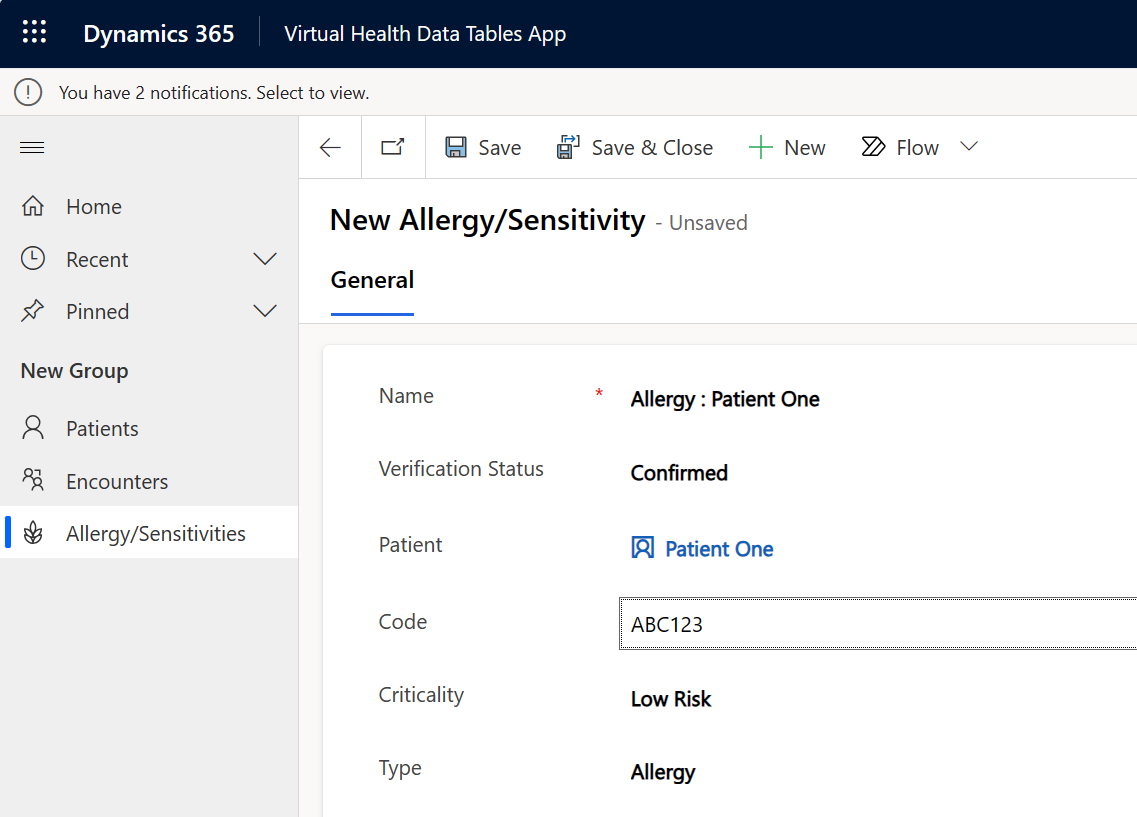 Dynamics 365 Virtual Health Data Tables App
You have 2 notifications. Select to view.
Save Save & Close New Flow
Home
Recent
Pinned
New Group
Patients
Encounters
Allergy/Sensitivities
New Allergy/Sensitivity - Unsaved
General
Name * Allergy : Patient One
Verification Status Confirmed
Patient Patient One
Code ABC123
Criticality Low Risk
Type Allergy